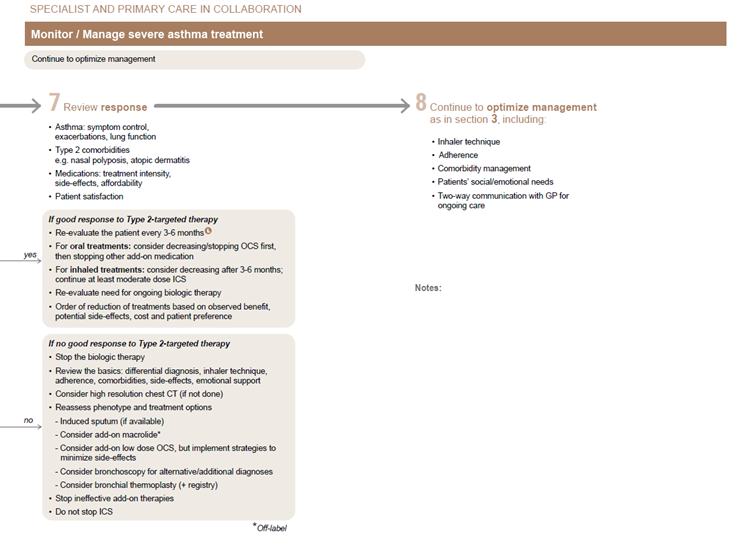 SPECIALIST AND PRIMARY CARE IN COLLABORATION
Monitor / Manage severe asthma treatment
Continue to optimize management
7 Review response
• Asthma: symptom control,
exacerbations, lung function
• Type 2 comorbidities
e.g. nasal polyposis, atopic dermatitis
• Medications: treatment intensity,
side-effects, affordability
• Patient satisfaction
yes
If good response to Type 2-targeted therapy
• Re-evaluate the patient every 3-6 months
• For oral treatments: consider decreasing/stopping OCS first,
then stopping other add-on medication
• For inhaled treatments: consider decreasing after 3-6 months;
continue at least moderate dose ICS
• Re-evaluate need for ongoing biologic therapy
• Order of reduction of treatments based on observed benefit,
potential side-effects, cost and patient preference
no
If no good response to Type 2-targeted therapy
• Stop the biologic therapy
• Review the basics: differential diagnosis, inhaler technique,
adherence, comorbidities, side-effects, emotional support
• Consider high resolution chest CT (if not done)
• Reassess phenotype and treatment options
- Induced sputum (if available)
- Consider add-on macrolide*
- Consider add-on low dose OCS, but implement strategies to
minimize side-effects
- Consider bronchoscopy for alternative/additional diagnoses
- Consider bronchial thermoplasty (+ registry)
• Stop ineffective add-on therapies
• Do not stop ICS
*Off-label
8 Continue to optimize management
as in section 3, including:
• Inhaler technique
• Adherence
• Comorbidity management
• Patients' social/emotional needs
• Two-way communication with GP for
ongoing care
Notes: